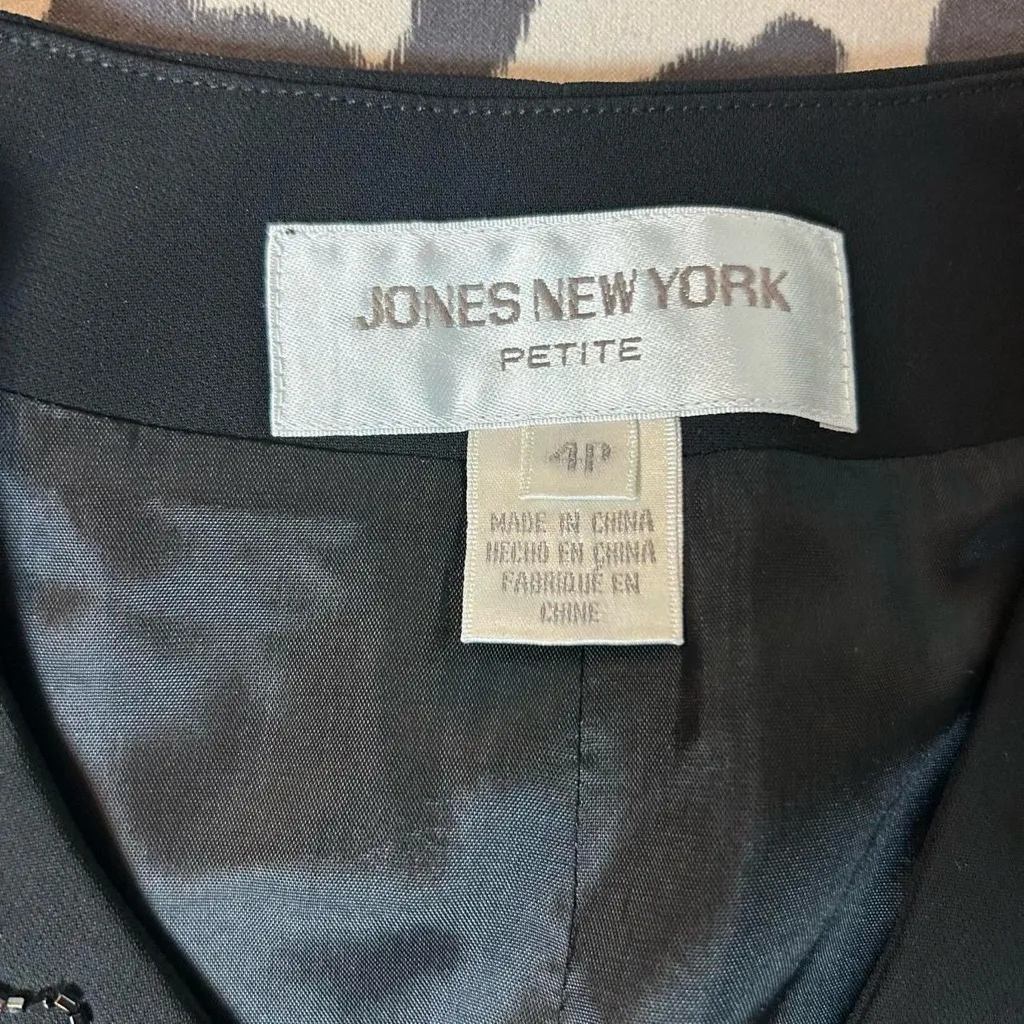 JONES NEW YORK
PETITE
4P
MADE IN CHINA
HECHO EN CHINA
FABRIQUÉ EN
CHINE